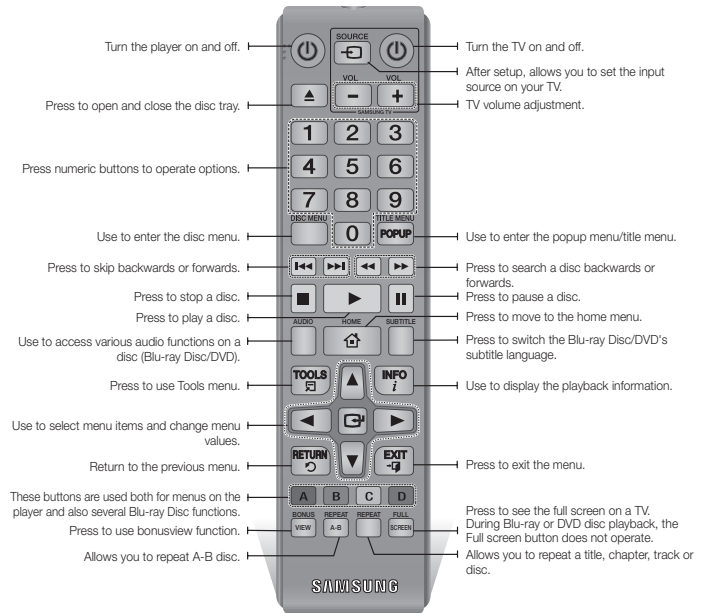 SOURCE
Turn the player on and off.
Turn the TV on and off.
After setup, allows you to set the input
source on your TV.
VOL
VOL
Press to open and close the disc tray.
- +
TV volume adjustment.
SAMSUNG TV
1 2 3
Press numeric buttons to operate options.
4 5 6
7 8 9
DISC MENU
TITLE MENU
0
POPUP
Use to enter the disc menu.
Use to enter the popup menu/title menu.
Press to skip backwards or forwards.
Press to search a disc backwards or
forwards.
Press to stop a disc.
Press to pause a disc.
Press to play a disc.
Press to move to the home menu.
AUDIO
HOME
SUBTITLE
Use to access various audio functions on a
disc (Blu-ray Disc/DVD).
Press to switch the Blu-ray Disc/DVD's
subtitle language.
TOOLS
INFO
i
Press to use Tools menu.
Use to display the playback information.
Use to select menu items and change menu
values.
RETURN
EXIT
Return to the previous menu.
Press to exit the menu.
These buttons are used both for menus on the
player and also several Blu-ray Disc functions.
A B C D
Press to see the full screen on a TV.
During Blu-ray or DVD disc playback, the
Full screen button does not operate.
BONUS
REPEAT
REPEAT
FULL
VIEW
A-B
SCREEN
Press to use bonusview function.
Allows you to repeat A-B disc.
Allows you to repeat a title, chapter, track or
disc.
SAMSUNG